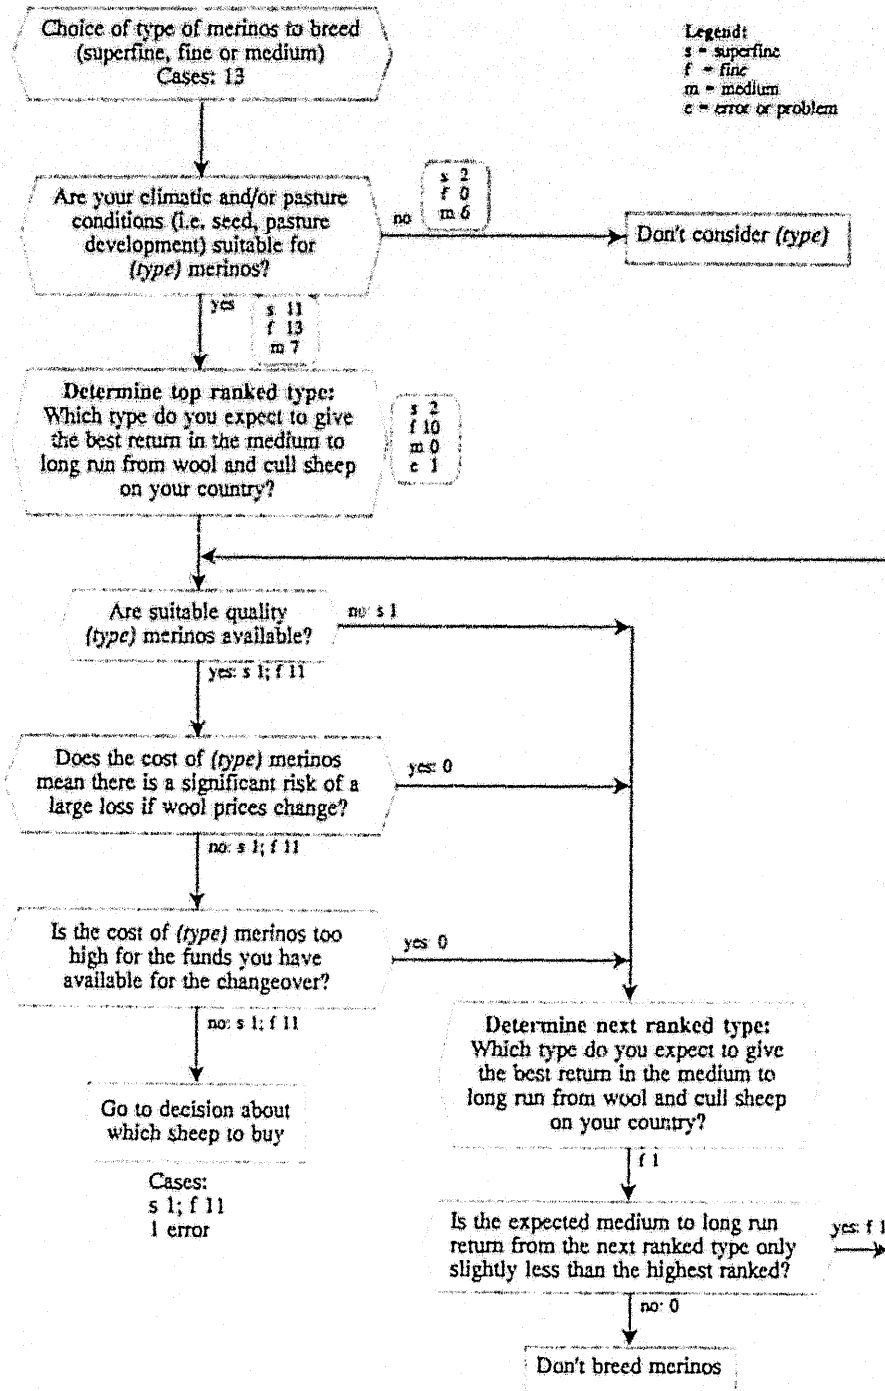 Choice of type of merinos to breed
(superfine, fine or medium)
Cases: 13
Legend:
s = superfine
f = fine
m = medium
e = error or problem
Are your climatic and/or pasture
conditions (i.e. seed, pasture
development) suitable for
(type) merinos?
no
s 2
f 0
m 6
Don't consider (type)
yes
s 11
f 13
m 7
Determine top ranked type:
Which type do you expect to give
the best return in the medium to
long run from wool and cull sheep
on your country?
s 2
f 10
m 0
e 1
Are suitable quality
(type) merinos available?
no: s 1
yes: s 1; f 11
Does the cost of (type) merinos
mean there is a significant risk of a
large loss if wool prices change?
yes: 0
no: s 1; f 11
Is the cost of (type) merinos too
high for the funds you have
available for the changeover?
yes: 0
no: s 1; f 11
Go to decision about
which sheep to buy
Cases:
s 1; f 11
1 error
Determine next ranked type:
Which type do you expect to give
the best return in the medium to
long run from wool and cull sheep
on your country?
f 1
Is the expected medium to long run
return from the next ranked type only
slightly less than the highest ranked?
yes: f 1
no: 0
Don't breed merinos